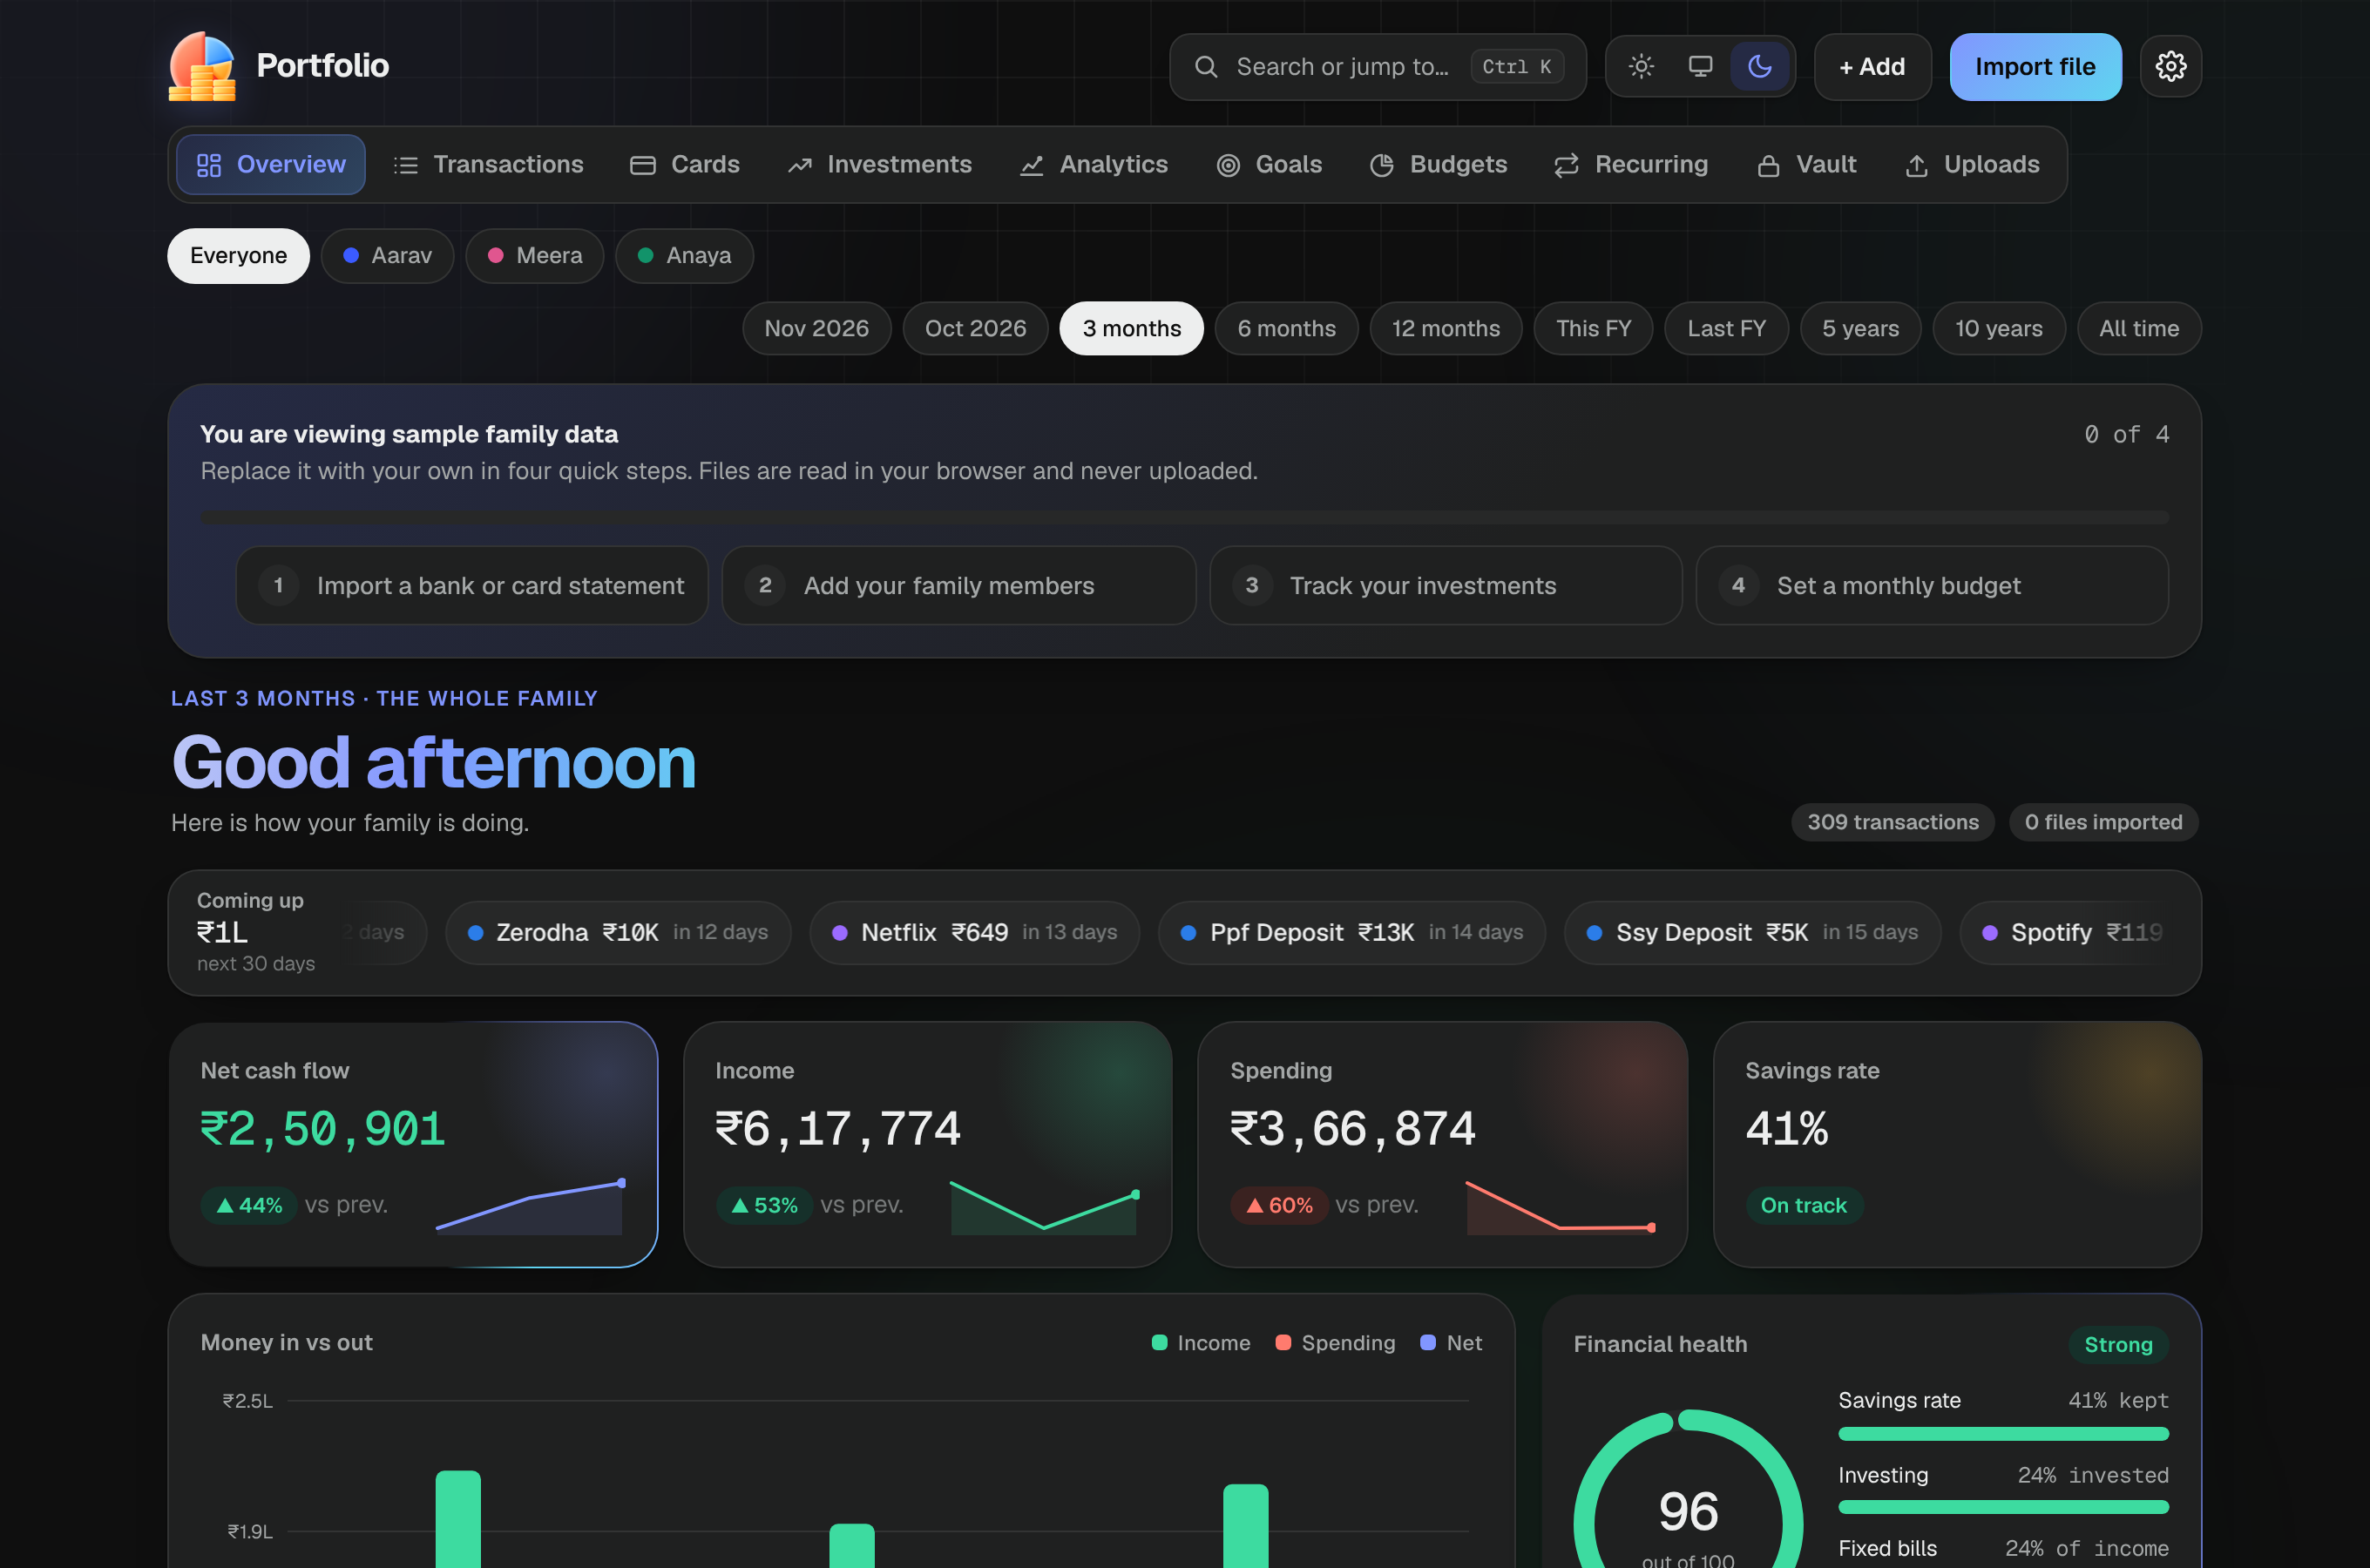 Portfolio
Search or jump to... Ctrl K
+ Add
Import file
Overview Transactions Cards Investments Analytics Goals Budgets Recurring Vault Uploads
Everyone Aarav Meera Anaya
Nov 2026 Oct 2026 3 months 6 months 12 months This FY Last FY 5 years 10 years All time
You are viewing sample family data
0 of 4
Replace it with your own in four quick steps. Files are read in your browser and never uploaded.
1 Import a bank or card statement
2 Add your family members
3 Track your investments
4 Set a monthly budget
LAST 3 MONTHS · THE WHOLE FAMILY
Good afternoon
Here is how your family is doing.
309 transactions 0 files imported
Coming up
₹1L
next 30 days
2 days
Zerodha ₹10K in 12 days
Netflix ₹649 in 13 days
Ppf Deposit ₹13K in 14 days
Ssy Deposit ₹5K in 15 days
Spotify ₹119
Net cash flow
₹2,50,901
▲ 44% vs prev.
Income
₹6,17,774
▲ 53% vs prev.
Spending
₹3,66,874
▲ 60% vs prev.
Savings rate
41%
On track
Money in vs out
Income Spending Net
₹2.5L
₹1.9L
Financial health
Strong
96
out of 100
Savings rate 41% kept
Investing 24% invested
Fixed bills 24% of income